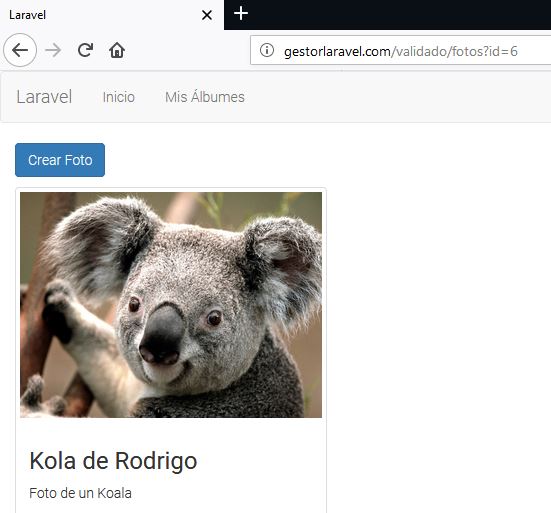 Laravel
gestorlaravel.com/validado/fotos?id=6
Laravel Inicio Mis Álbumes
Crear Foto
Kola de Rodrigo
Foto de un Koala